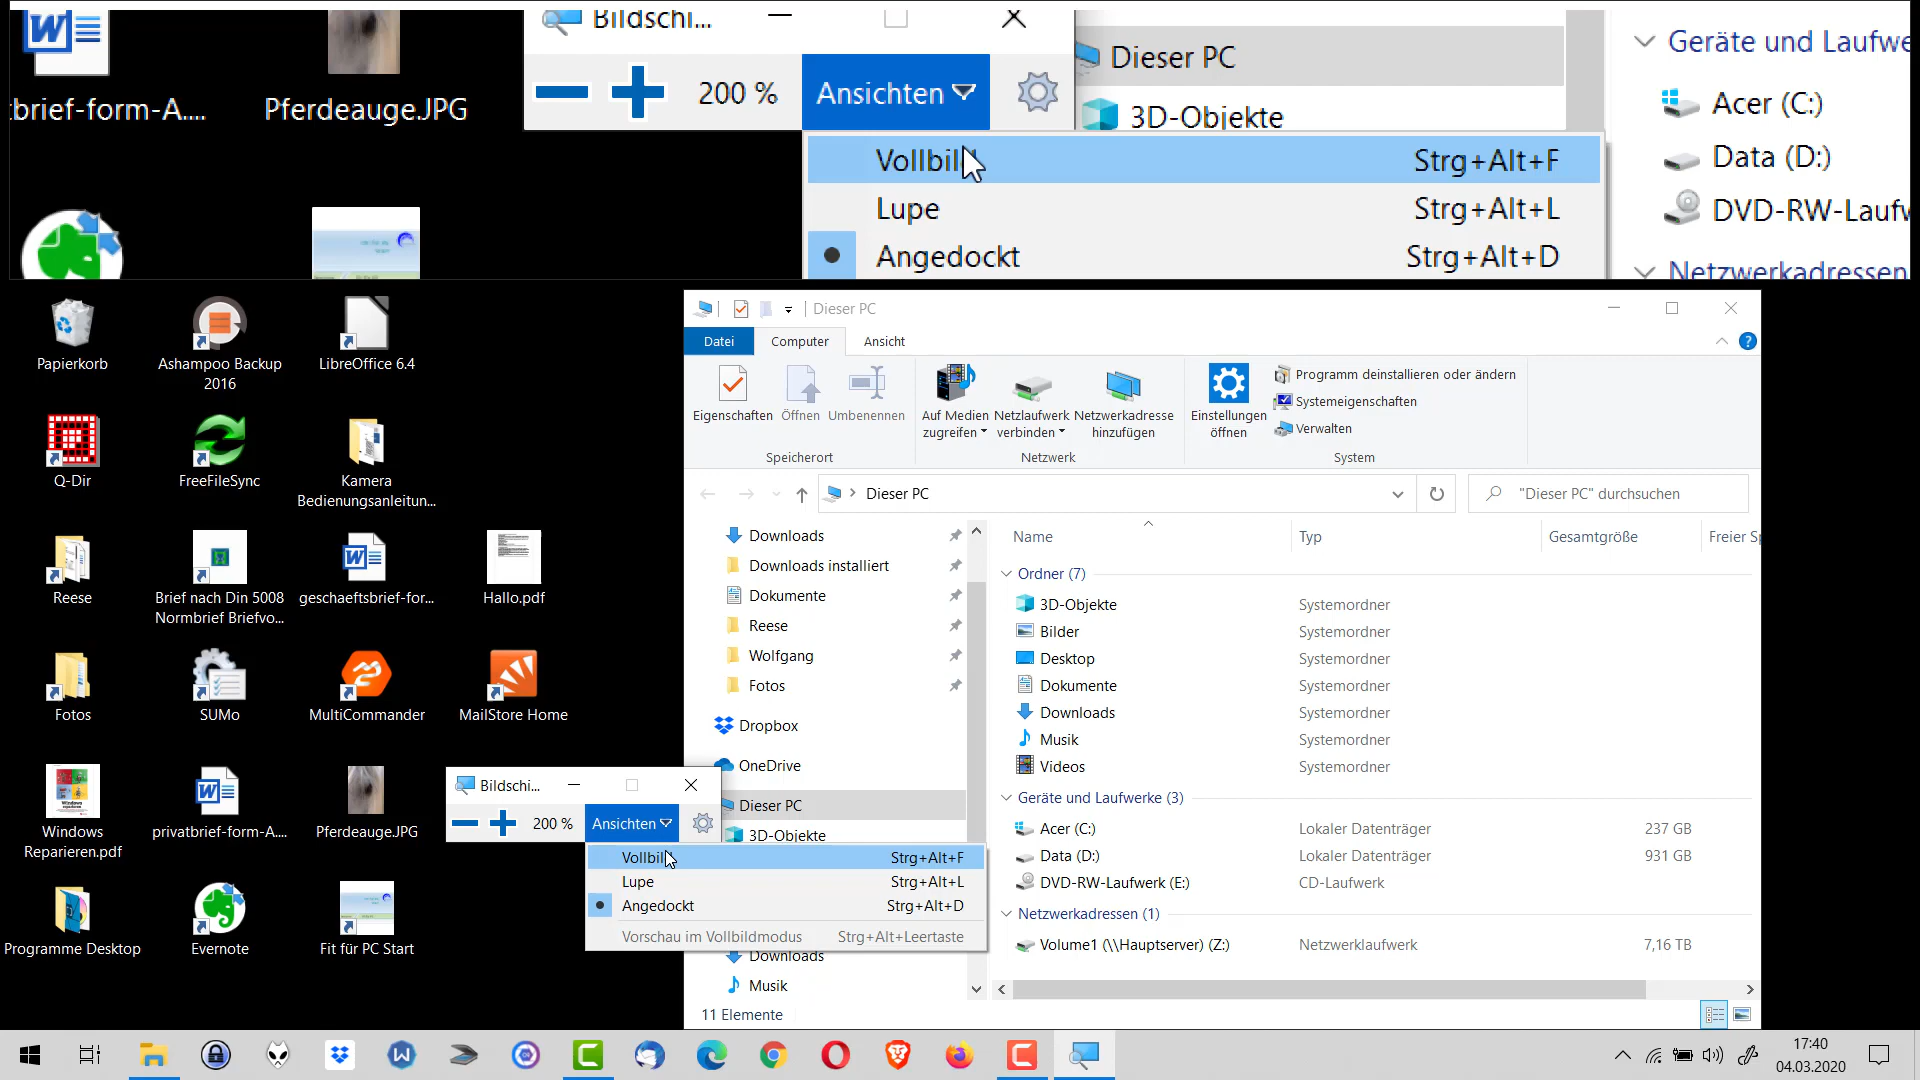 Bildschi...
tbrief-form-A....
Pferdeauge.JPG
200 %
Ansichten
Dieser PC
3D-Objekte
Vollbil
Strg+Alt+F
Lupe
Strg+Alt+L
Angedockt
Strg+Alt+D
Geräte und Laufwe
Acer (C:)
Data (D:)
DVD-RW-Laufw
Netzwerkadressen
Papierkorb
Ashampoo Backup
2016
LibreOffice 6.4
Q-Dir
FreeFileSync
Kamera
Bedienungsanleitun...
Reese
Brief nach Din 5008
Normbrief Briefvo...
geschaeftsbrief-for...
Hallo.pdf
Fotos
SUMo
MultiCommander
MailStore Home
Windows
Reparieren.pdf
privatbrief-form-A....
Pferdeauge.JPG
Programme Desktop
Evernote
Fit für PC Start
Dieser PC
Datei
Computer
Ansicht
Eigenschaften
Öffnen
Umbenennen
Speicherort
Auf Medien
zugreifen
Netzlaufwerk
verbinden
Netzwerkadresse
hinzufügen
Netzwerk
Einstellungen
öffnen
Programm deinstallieren oder ändern
Systemeigenschaften
Verwalten
System
Dieser PC
"Dieser PC" durchsuchen
Downloads
Downloads installiert
Dokumente
Reese
Wolfgang
Fotos
Dropbox
OneDrive
Dieser PC
3D-Objekte
Downloads
Musik
Name
Typ
Gesamtgröße
Freier Sp
Ordner (7)
3D-Objekte
Systemordner
Bilder
Systemordner
Desktop
Systemordner
Dokumente
Systemordner
Downloads
Systemordner
Musik
Systemordner
Videos
Systemordner
Geräte und Laufwerke (3)
Acer (C:)
Lokaler Datenträger
237 GB
Data (D:)
Lokaler Datenträger
931 GB
DVD-RW-Laufwerk (E:)
CD-Laufwerk
Netzwerkadressen (1)
Volume1 (\\Hauptserver) (Z:)
Netzwerklaufwerk
7,16 TB
11 Elemente
Bildschi...
200 %
Ansichten
Vollbil
Strg+Alt+F
Lupe
Strg+Alt+L
Angedockt
Strg+Alt+D
Vorschau im Vollbildmodus
Strg+Alt+Leertaste
17:40
04.03.2020